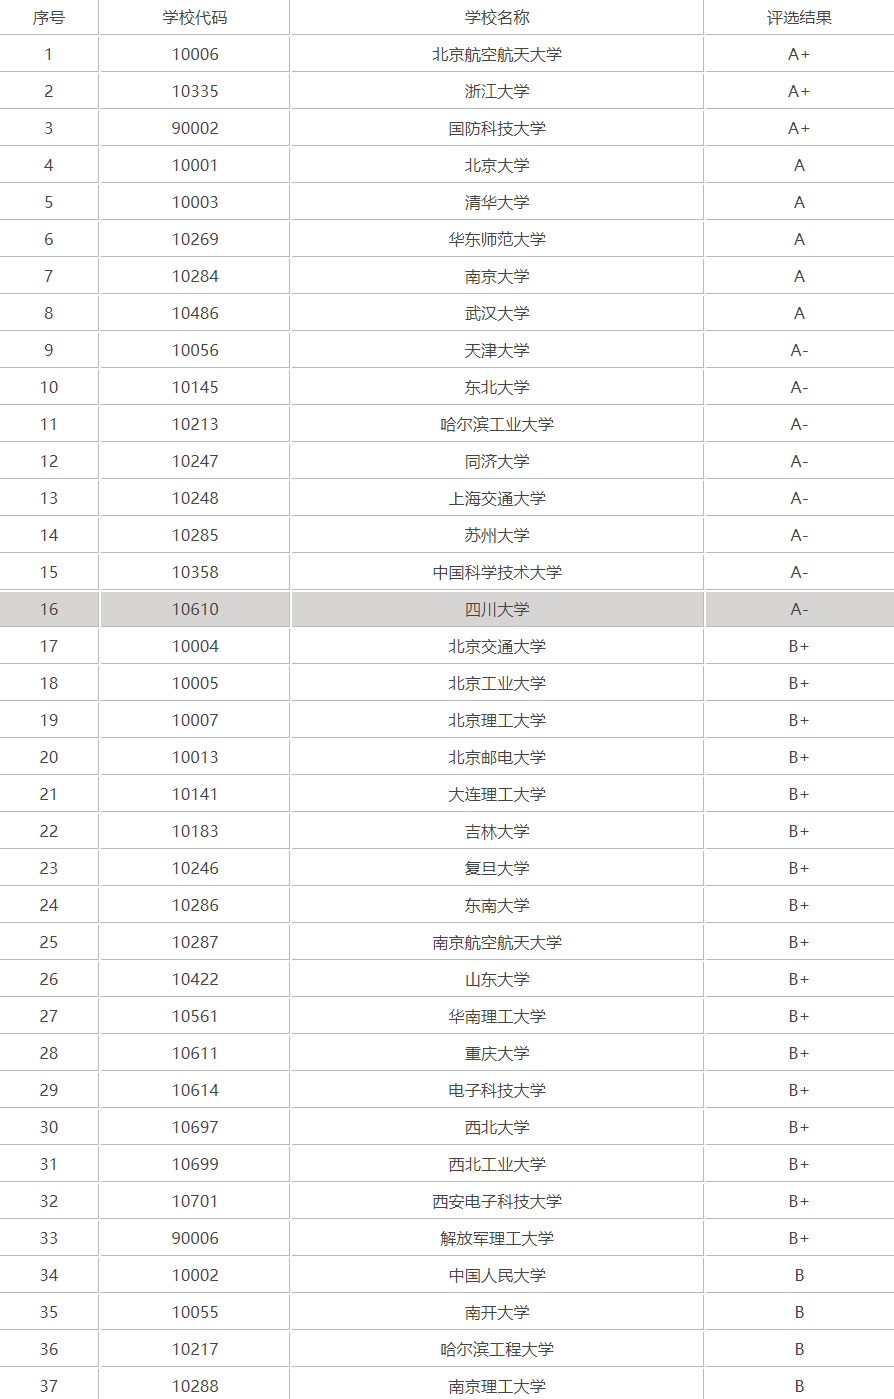 序号 学校代码 学校名称 评选结果
1 10006 北京航空航天大学 A+
2 10335 浙江大学 A+
3 90002 国防科技大学 A+
4 10001 北京大学 A
5 10003 清华大学 A
6 10269 华东师范大学 A
7 10284 南京大学 A
8 10486 武汉大学 A
9 10056 天津大学 A-
10 10145 东北大学 A-
11 10213 哈尔滨工业大学 A-
12 10247 同济大学 A-
13 10248 上海交通大学 A-
14 10285 苏州大学 A-
15 10358 中国科学技术大学 A-
16 10610 四川大学 A-
17 10004 北京交通大学 B+
18 10005 北京工业大学 B+
19 10007 北京理工大学 B+
20 10013 北京邮电大学 B+
21 10141 大连理工大学 B+
22 10183 吉林大学 B+
23 10246 复旦大学 B+
24 10286 东南大学 B+
25 10287 南京航空航天大学 B+
26 10422 山东大学 B+
27 10561 华南理工大学 B+
28 10611 重庆大学 B+
29 10614 电子科技大学 B+
30 10697 西北大学 B+
31 10699 西北工业大学 B+
32 10701 西安电子科技大学 B+
33 90006 解放军理工大学 B+
34 10002 中国人民大学 B
35 10055 南开大学 B
36 10217 哈尔滨工程大学 B
37 10288 南京理工大学 B